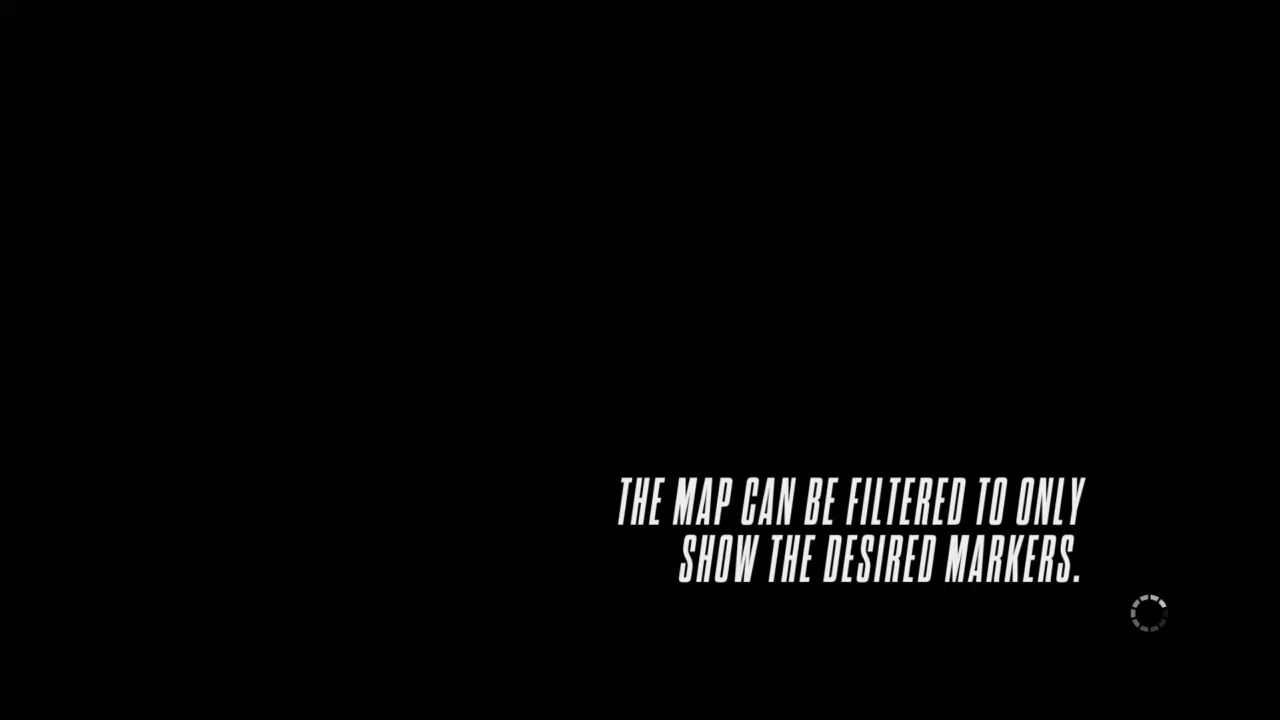 THE MAP CAN BE FILTERED TO ONLY
SHOW THE DESIRED MARKERS.